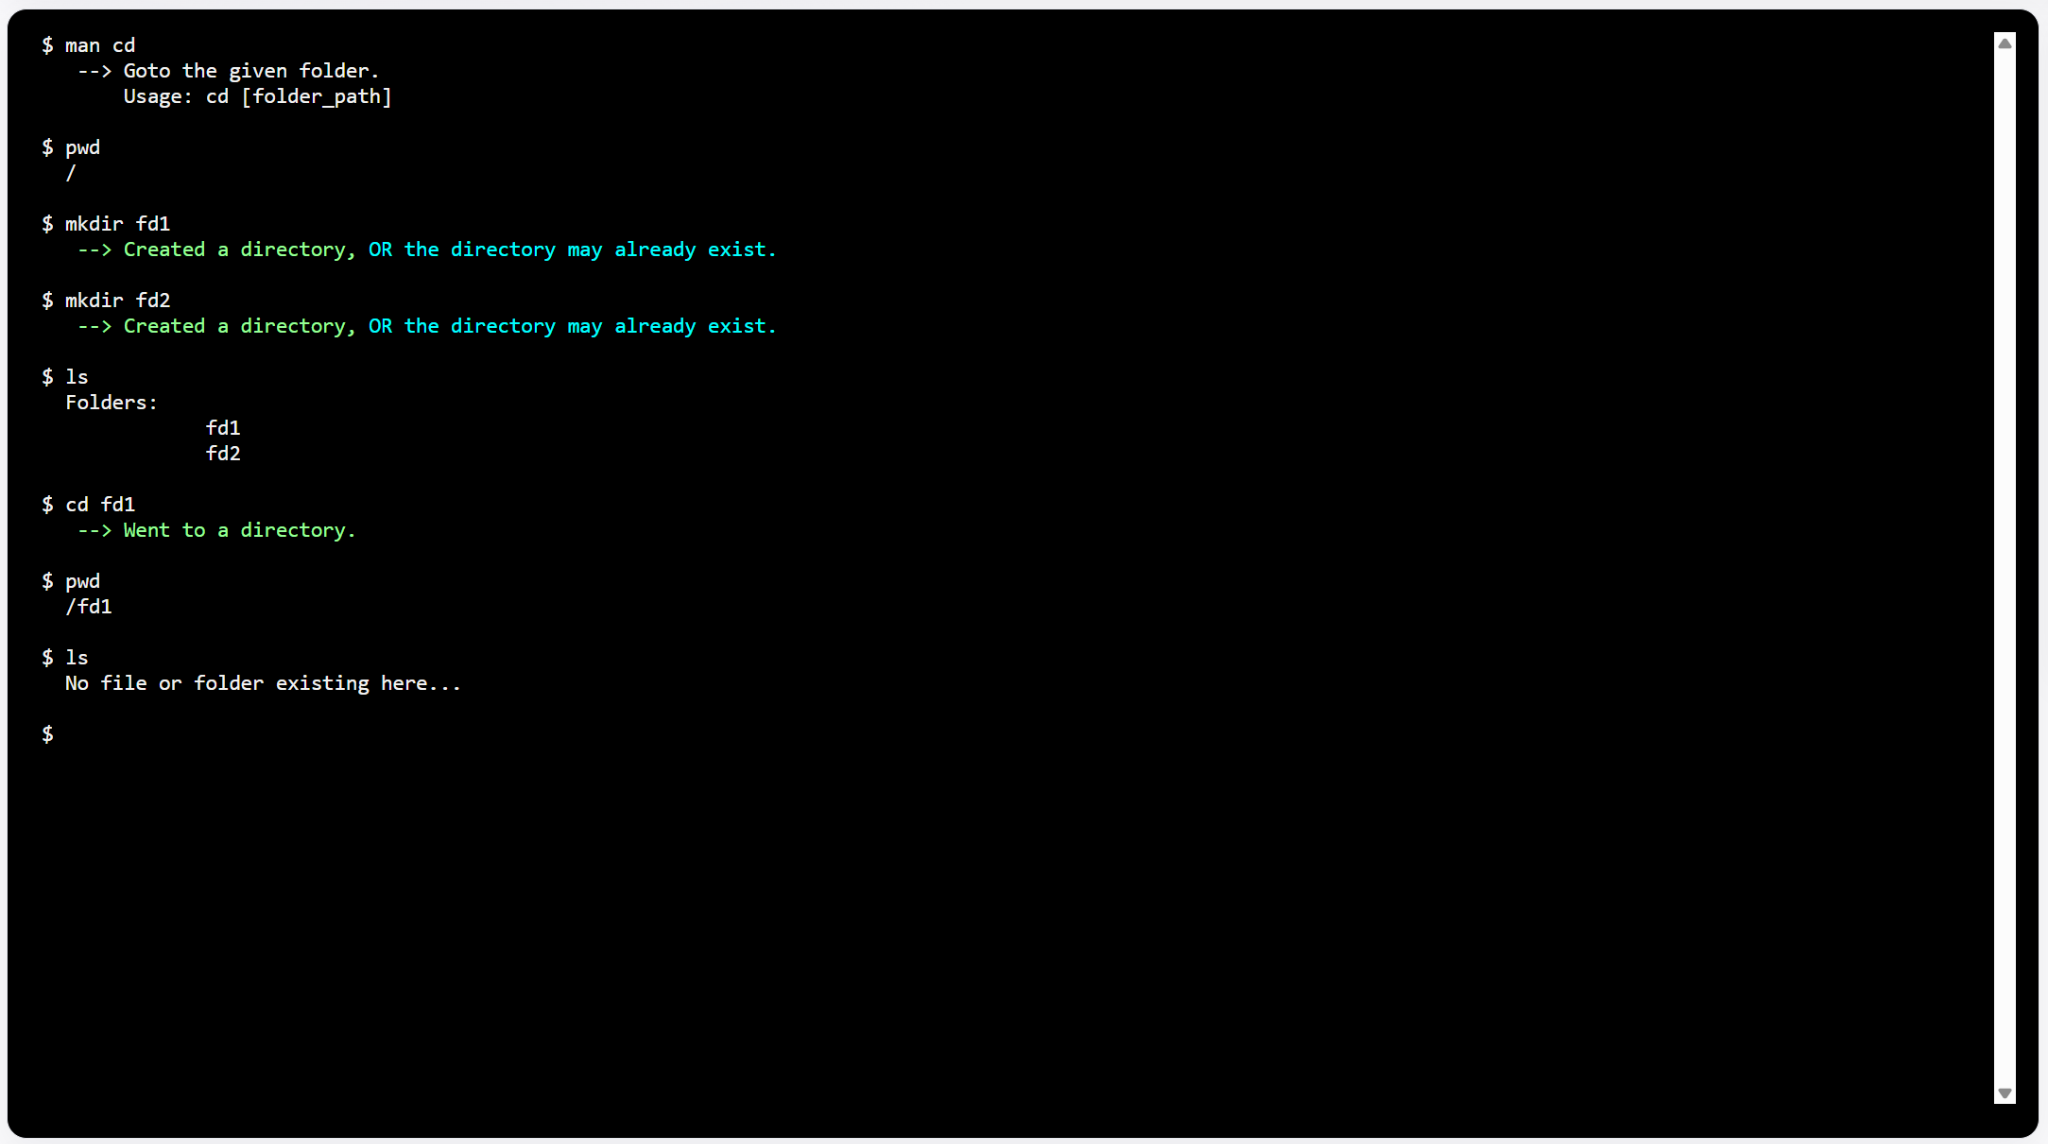 $ man cd
--> Goto the given folder.
Usage: cd [folder_path]
$ pwd
/
$ mkdir fd1
--> Created a directory, OR the directory may already exist.
$ mkdir fd2
--> Created a directory, OR the directory may already exist.
$ ls
Folders:
fd1
fd2
$ cd fd1
--> Went to a directory.
$ pwd
/fd1
$ ls
No file or folder existing here...
$